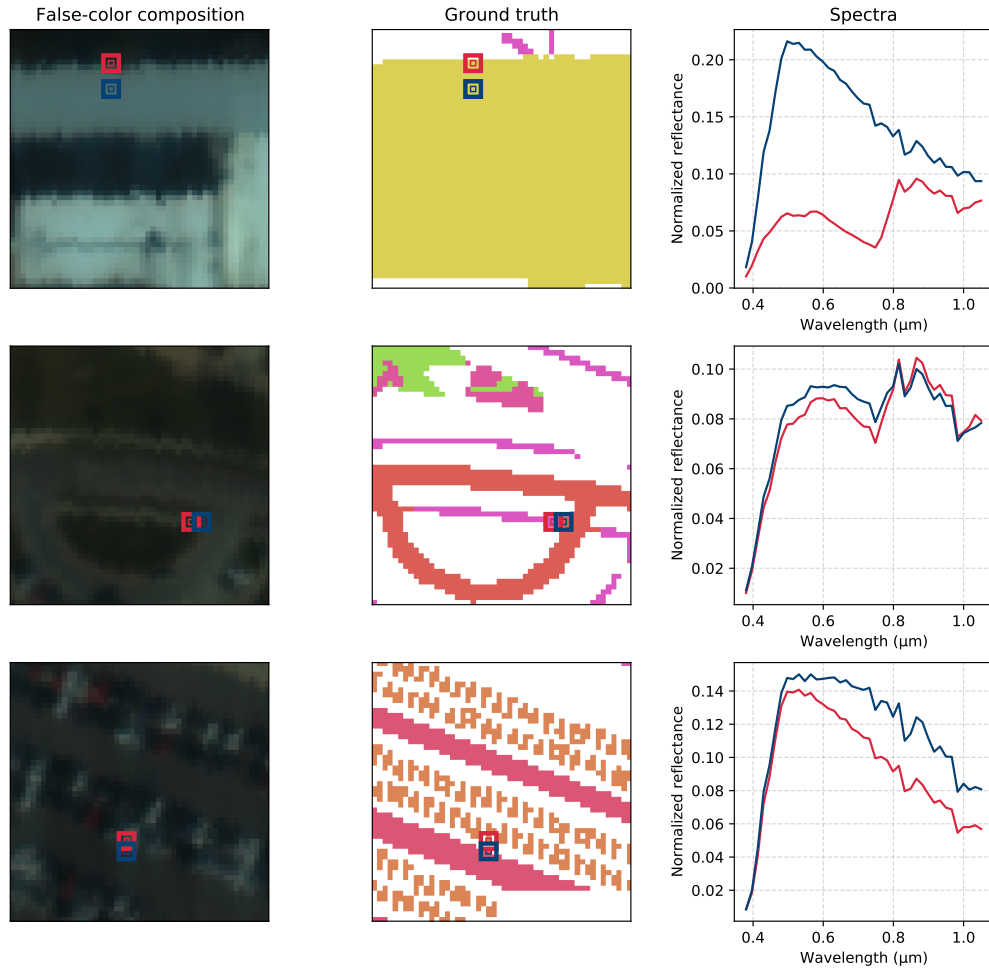 False-color composition
Ground truth
Spectra
0.20
0.15
0.10
0.05
0.00
Normalized reflectance
0.4 0.6 0.8 1.0
Wavelength (µm)
0.10
0.08
0.06
0.04
0.02
Normalized reflectance
0.4 0.6 0.8 1.0
Wavelength (µm)
0.14
0.12
0.10
0.08
0.06
0.04
0.02
Normalized reflectance
0.4 0.6 0.8 1.0
Wavelength (µm)